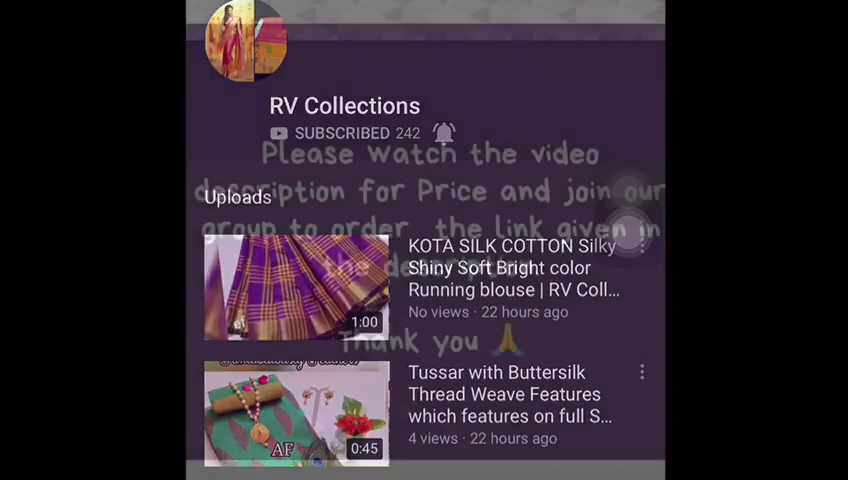 RV Collections
SUBSCRIBED 242
Please watch the video
description for Price and join our
Uploads
group to order the link given in
the description
KOTA SILK COTTON Silky
Shiny Soft Bright color
Running blouse | RV Coll...
No views · 22 hours ago
ef
1:00
Thank you 🙏
Tussar with Buttersilk
Thread Weave Features
which features on full S...
4 views · 22 hours ago
AF
0:45